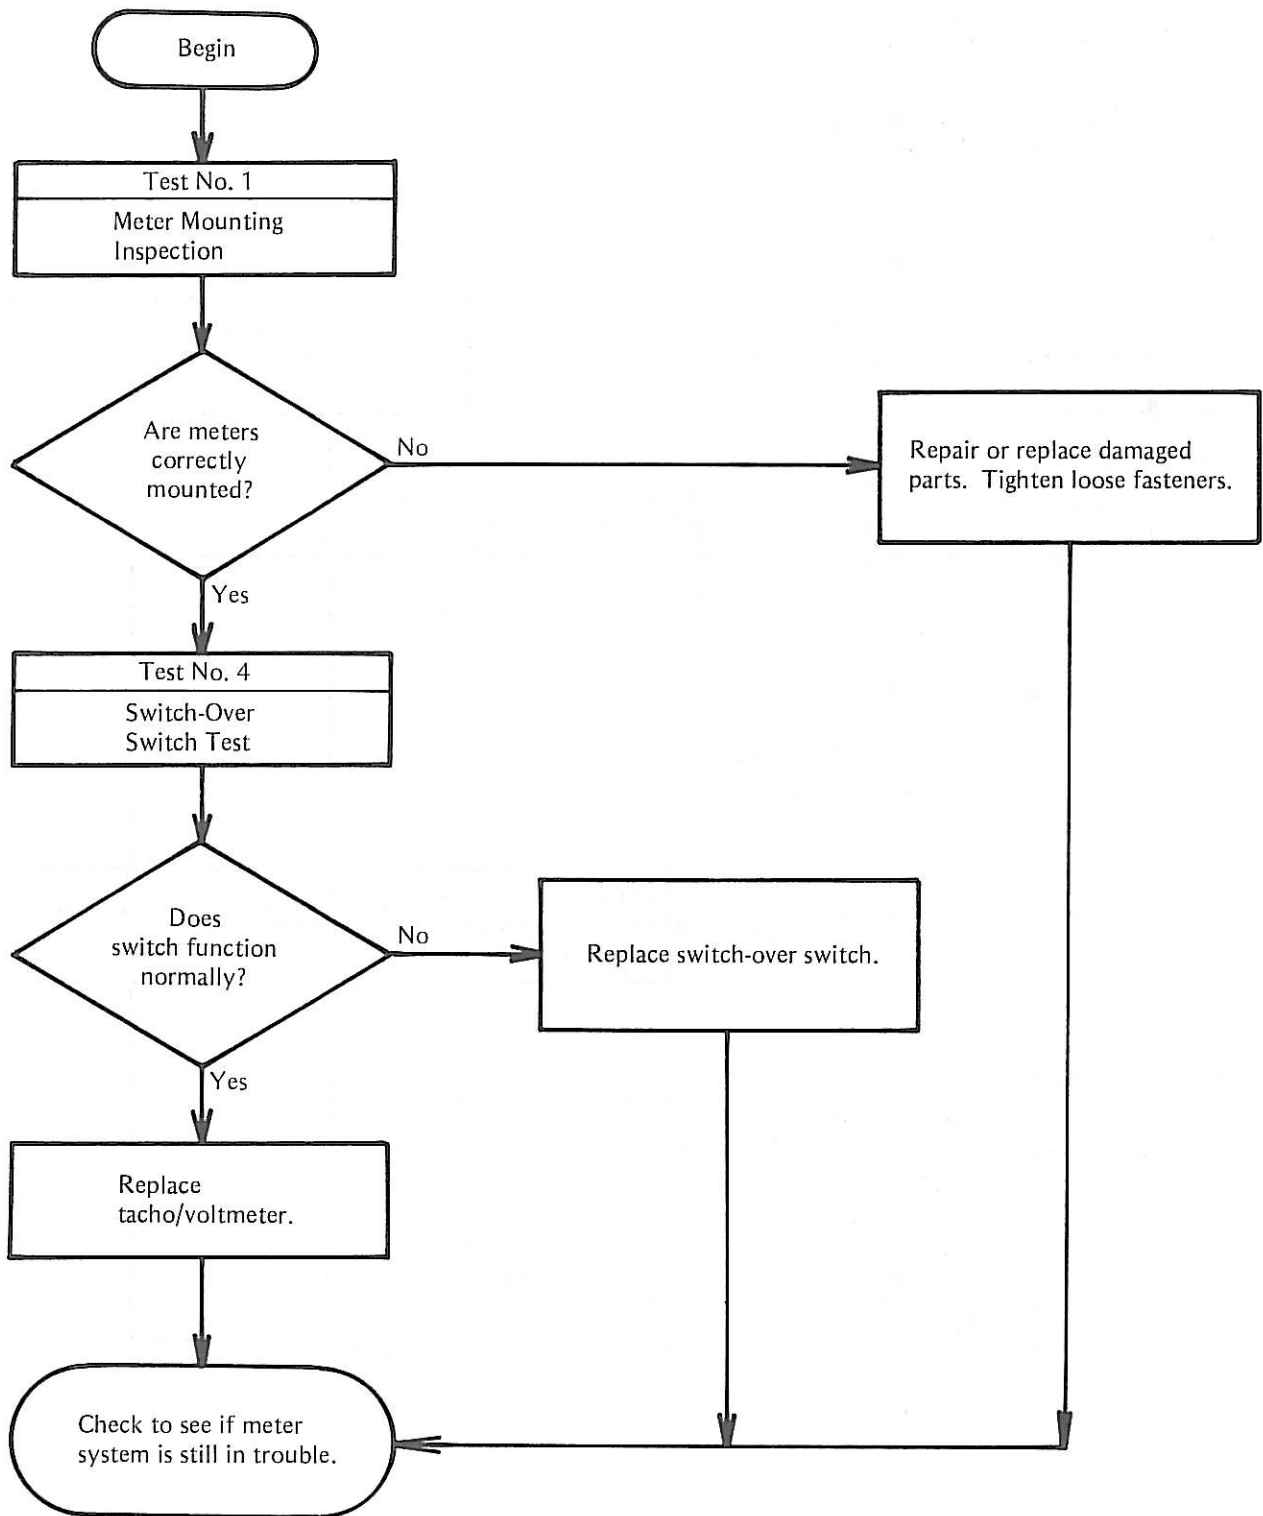 Begin
Test No. 1
Meter Mounting
Inspection
Are meters
correctly
mounted?
No
Repair or replace damaged
parts. Tighten loose fasteners.
Yes
Test No. 4
Switch-Over
Switch Test
Does
switch function
normally?
No
Replace switch-over switch.
Yes
Replace
tacho/voltmeter.
Check to see if meter
system is still in trouble.